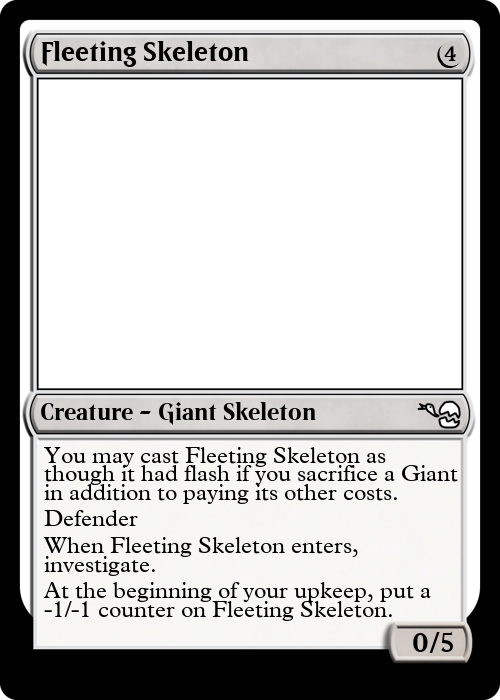 Fleeting Skeleton 4
Creature – Giant Skeleton
You may cast Fleeting Skeleton as
though it had flash if you sacrifice a Giant
in addition to paying its other costs.
Defender
When Fleeting Skeleton enters,
investigate.
At the beginning of your upkeep, put a
-1/-1 counter on Fleeting Skeleton.
0/5